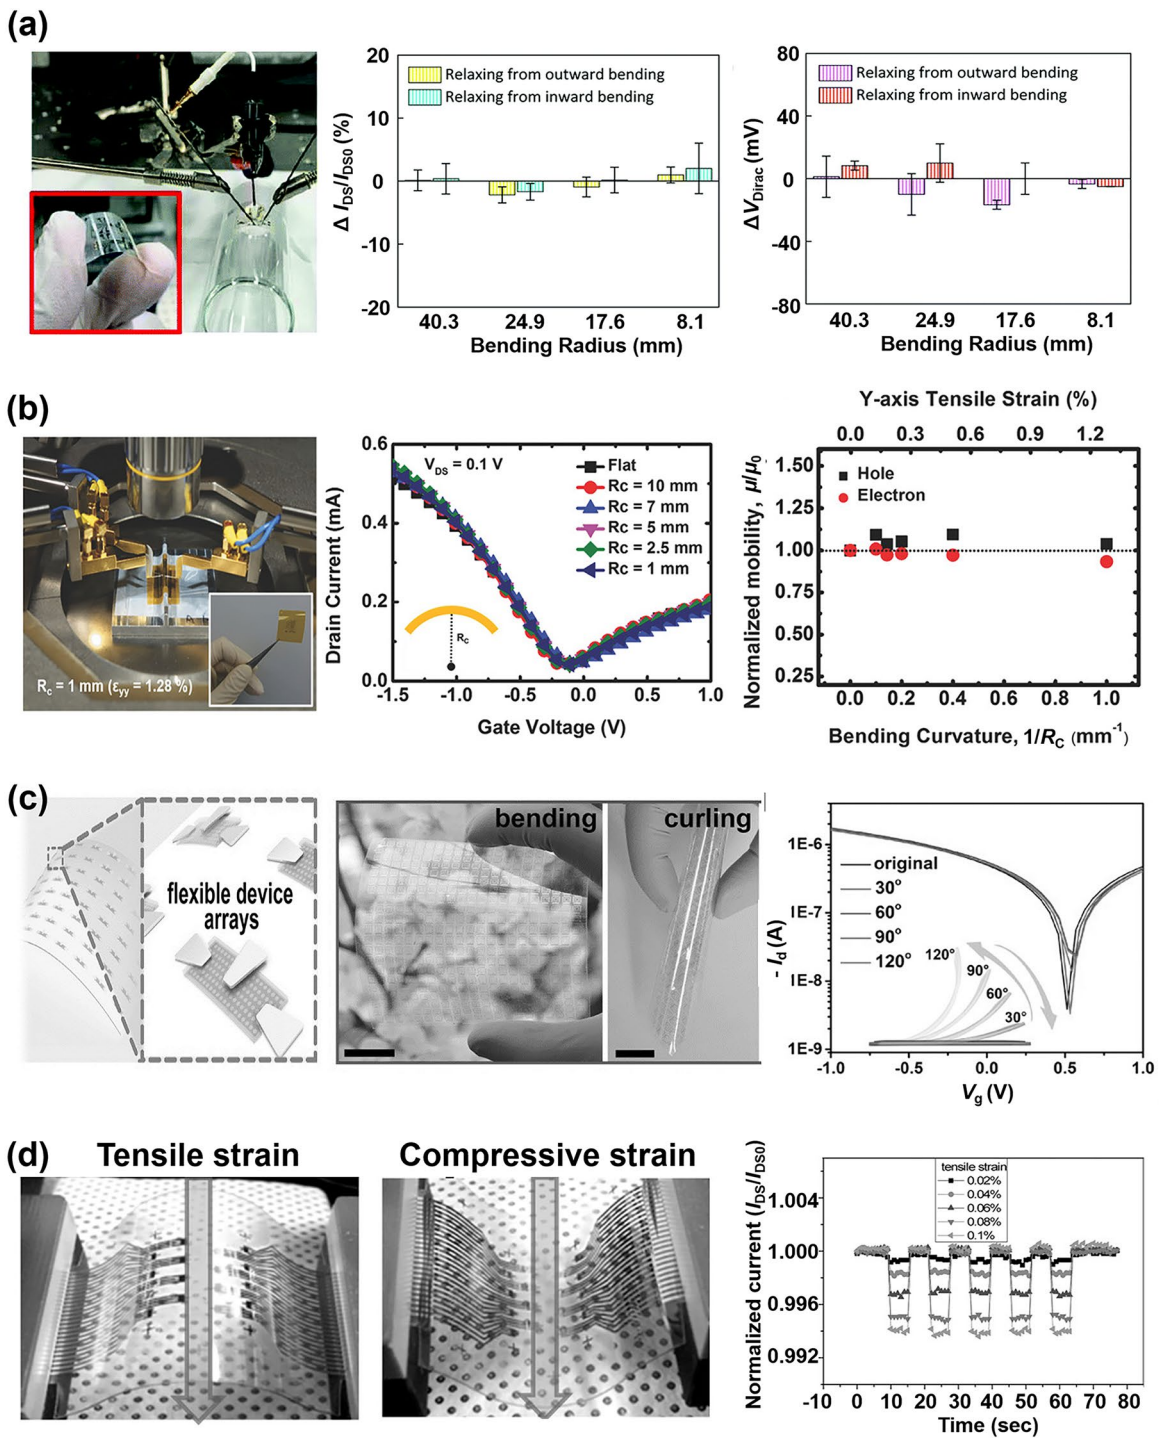 (a)
20
10
0
-10
-20
Δ IDS/IDS0 (%)
Relaxing from outward bending
Relaxing from inward bending
40.3 24.9 17.6 8.1
Bending Radius (mm)
80
40
0
-40
-80
ΔVDirac (mV)
Relaxing from outward bending
Relaxing from inward bending
40.3 24.9 17.6 8.1
Bending Radius (mm)
(b)
Rc = 1 mm (εyy = 1.28 %)
0.6
0.4
0.2
0.0
Drain Current (mA)
VDS = 0.1 V
Flat
Rc = 10 mm
Rc = 7 mm
Rc = 5 mm
Rc = 2.5 mm
Rc = 1 mm
RC
-1.5 -1.0 -0.5 0.0 0.5 1.0
Gate Voltage (V)
Y-axis Tensile Strain (%)
0.0 0.3 0.6 0.9 1.2
1.50
1.25
1.00
0.75
0.50
0.25
Normalized mobility, μ/μ0
Hole
Electron
0.0 0.2 0.4 0.6 0.8 1.0
Bending Curvature, 1/RC (mm-1)
(c)
flexible device
arrays
bending
curling
1E-6
1E-7
1E-8
1E-9
- Id (A)
original
30°
60°
90°
120°
120°
90°
60°
30°
-1.0 -0.5 0.0 0.5 1.0
Vg (V)
(d)
Tensile strain
Compressive strain
1.004
1.000
0.996
0.992
Normalized current (IDS/IDS0)
tensile strain
0.02%
0.04%
0.06%
0.08%
0.1%
-10 0 10 20 30 40 50 60 70 80
Time (sec)